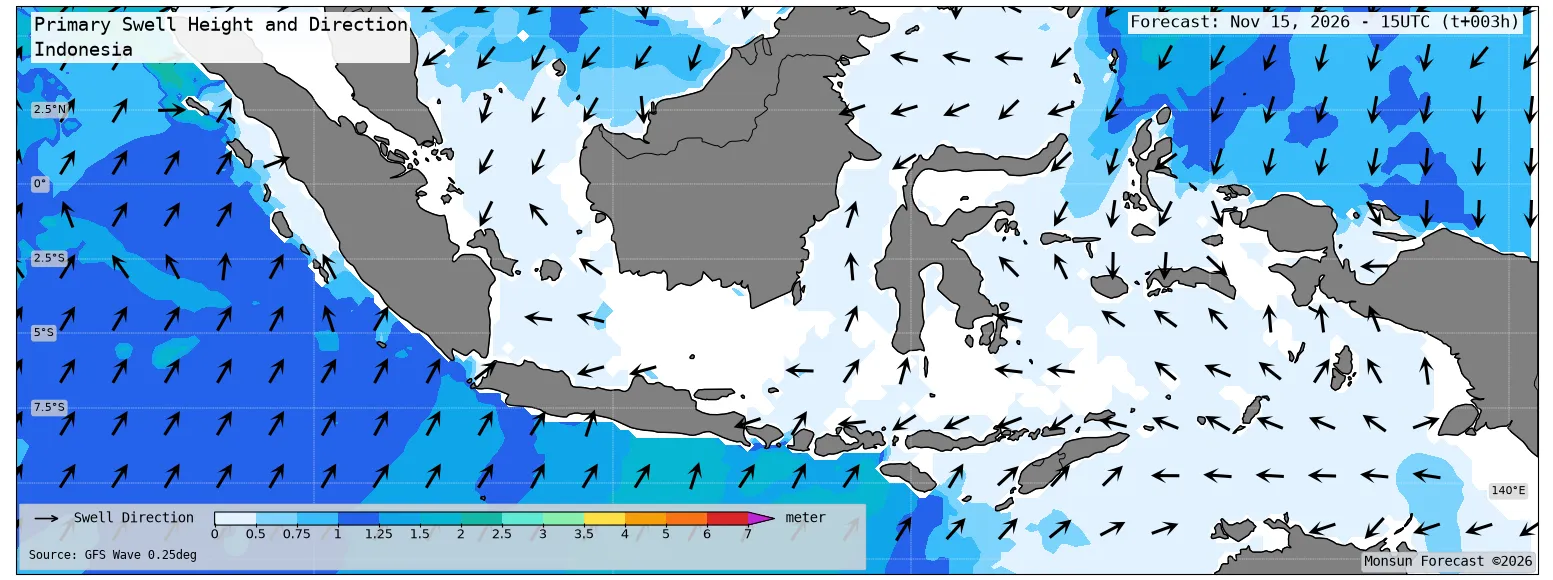 Primary Swell Height and Direction
Indonesia
Forecast: Nov 15, 2026 - 15UTC (t+003h)
2.5°N
0°
2.5°S
5°S
7.5°S
140°E
Swell Direction
meter
0 0.5 0.75 1 1.25 1.5 2 2.5 3 3.5 4 5 6 7
Source: GFS Wave 0.25deg
Monsun Forecast ©2026